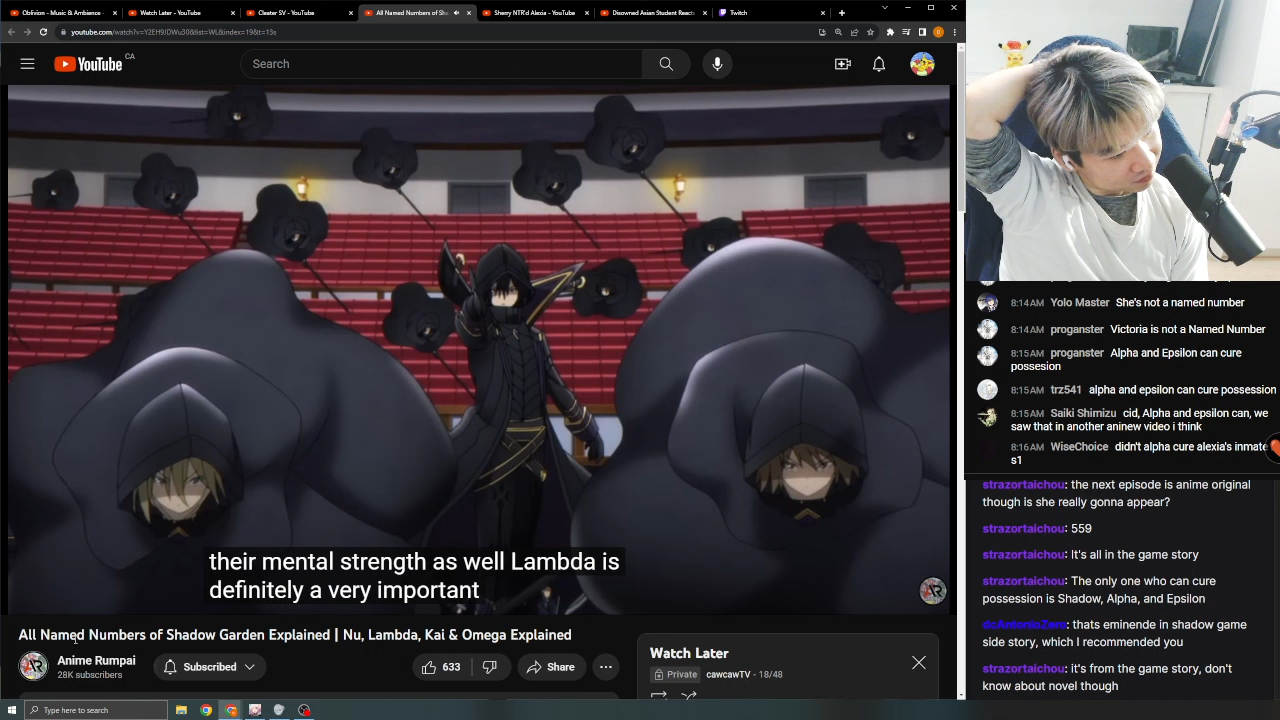 Oblivion - Music & Ambience -
Watch Later - YouTube
Cleater SV - YouTube
All Named Numbers of Sh
Sherry NTR'd Alexia - YouTube
Disowned Asian Student React
Twitch
youtube.com/watch?v=Y2EH9IDWu30&list=WL&index=19&t=13s
YouTube CA
Search
their mental strength as well Lambda is
definitely a very important
All Named Numbers of Shadow Garden Explained | Nu, Lambda, Kai & Omega Explained
Anime Rumpai
28K subscribers
Subscribed
633
Share
Watch Later
Private cawcawTV - 18/48
Type here to search
8:14AM Yolo Master She's not a named number
8:14AM proganster Victoria is not a Named Number
8:15AM proganster Alpha and Epsilon can cure
possesion
8:15AM trz541 alpha and epsilon can cure possession
8:15AM Saiki Shimizu cid, Alpha and epsilon can, we
saw that in another aninew video i think
8:16AM WiseChoice didn't alpha cure alexia's inmate
s1
strazortaichou: the next episode is anime original
though is she really gonna appear?
strazortaichou: 559
strazortaichou: It's all in the game story
strazortaichou: The only one who can cure
possession is Shadow, Alpha, and Epsilon
dcAntonioZero: thats eminende in shadow game
side story, which I recommended you
strazortaichou: it's from the game story, don't
know about novel though